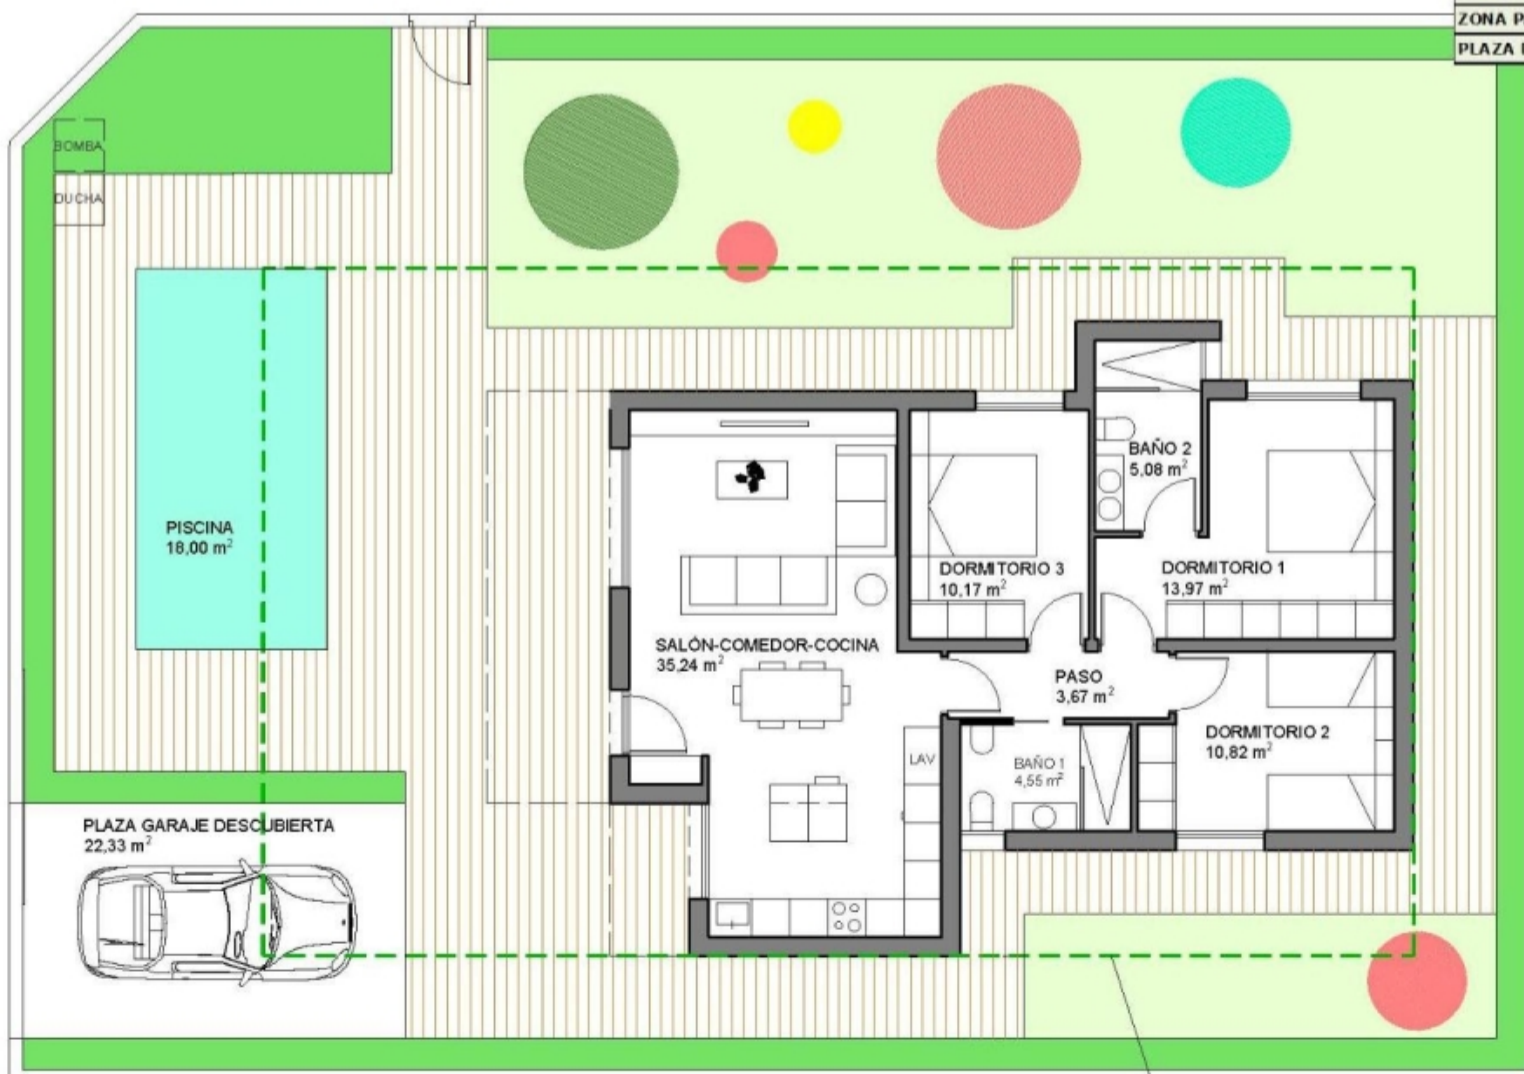 ZONA P
PLAZA
BOMBA
DUCHA
BAÑO 2
5,08 m²
PISCINA
18,00 m²
DORMITORIO 3
10,17 m²
DORMITORIO 1
13,97 m²
SALÓN-COMEDOR-COCINA
35,24 m²
PASO
3,67 m²
DORMITORIO 2
10,82 m²
LAV
BAÑO 1
4,55 m²
PLAZA GARAJE DESCUBIERTA
22,33 m²